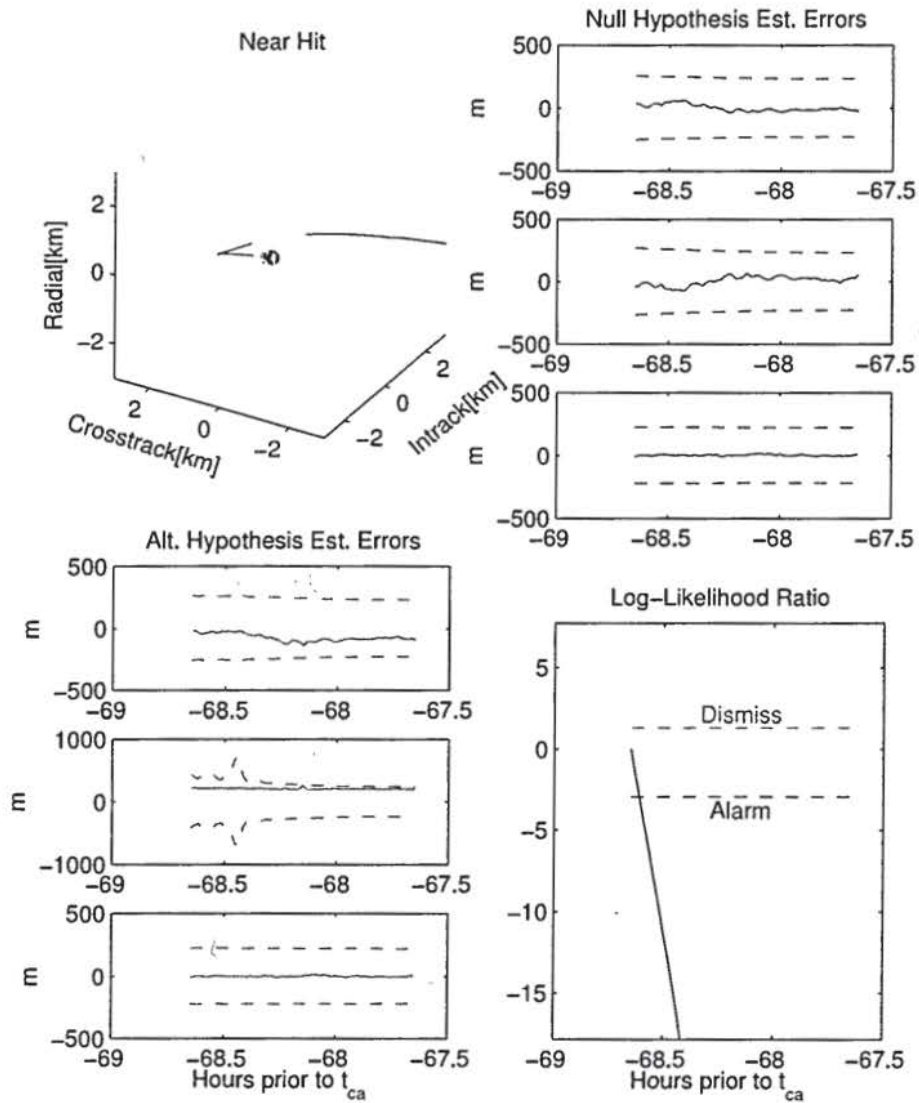 Near Hit
Radial[km]
2
0
−2
Crosstrack[km]
2
0
−2
Intrack[km]
−2
0
2
Null Hypothesis Est. Errors
m
500
0
−500
−69 −68.5 −68 −67.5
m
500
0
−500
−69 −68.5 −68 −67.5
m
500
0
−500
−69 −68.5 −68 −67.5
Alt. Hypothesis Est. Errors
m
500
0
−500
−69 −68.5 −68 −67.5
m
1000
0
−1000
−69 −68.5 −68 −67.5
m
500
0
−500
−69 −68.5 −68 −67.5
Hours prior to t_ca
Log−Likelihood Ratio
5
0
−5
−10
−15
Dismiss
Alarm
−69 −68.5 −68 −67.5
Hours prior to t_ca